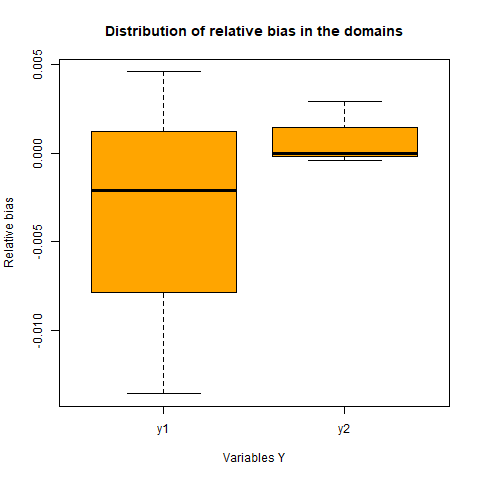 Distribution of relative bias in the domains
Relative bias
0.005
0.000
-0.005
-0.010
y1
y2
Variables Y